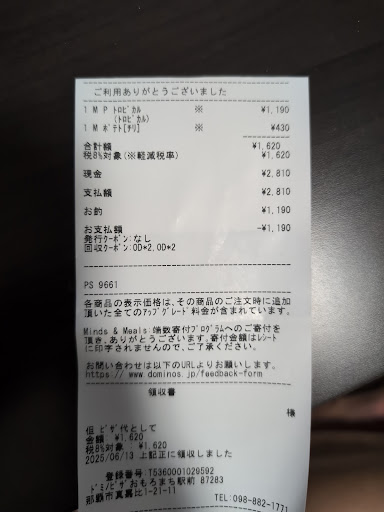 ご利用ありがとうございました
1 M P ﾄﾛﾋﾟｶﾙ ※ ¥1,190
(ﾄﾛﾋﾟｶﾙ)
1 M ﾎﾟﾃﾄ[ﾁﾘ] ※ ¥430
合計額 ¥1,620
税8%対象(※軽減税率) ¥1,620
現金 ¥2,810
支払額 ¥2,810
お釣 ¥1,190
お支払額 -¥1,190
発行ｸｰﾎﾟﾝ:なし
回収ｸｰﾎﾟﾝ:OD*2,OD*2
PS 9661
各商品の表示価格は、その商品のご注文時に追加
頂いた全てのｱｯﾌﾟｸﾞﾚｰﾄﾞ料金が含まれています。
Minds & Meals:端数寄付ﾌﾟﾛｸﾞﾗﾑへのご寄付を
頂き、ありがとうございます。寄付金額はﾚｼｰﾄ
に印字されませんので、ご了承ください。
お問い合わせは以下のURLよりお願いします。
https://www.dominos.jp/feedback-form
領収書
様
但 ﾋﾟｻﾞ代として
金額 ¥1,620
税8%対象 : ¥1,620
2025/06/13 上記正に領収しました
登録番号:T5360001020592
ﾄﾞﾐﾉﾋﾟｻﾞおもろまち駅前 87283
那覇市真嘉比1-21-11 TEL:098-882-1771